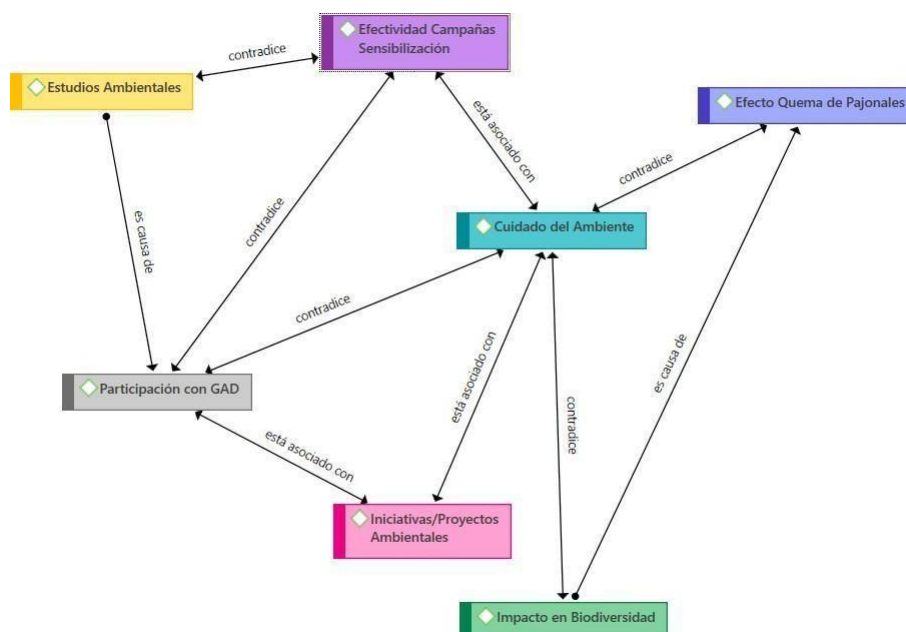 Efectividad Campañas
Sensibilización
contradice
Estudios Ambientales
Efecto Quema de Pajonales
está asociado con
contradice
es causa de
contradice
Cuidado del Ambiente
contradice
está asociado con
es causa de
Participación con GAD
contradice
está asociado con
Iniciativas/Proyectos
Ambientales
Impacto en Biodiversidad